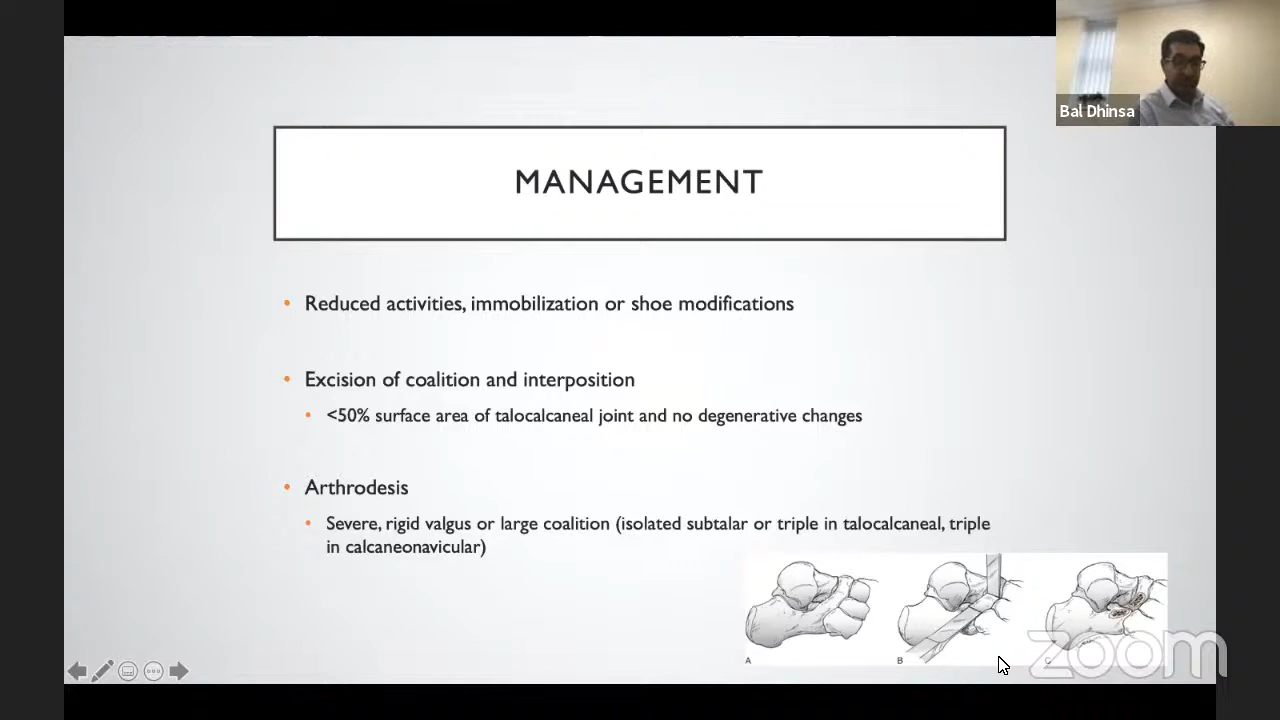 Bal Dhinsa
MANAGEMENT
• Reduced activities, immobilization or shoe modifications
• Excision of coalition and interposition
• <50% surface area of talocalcaneal joint and no degenerative changes
• Arthrodesis
• Severe, rigid valgus or large coalition (isolated subtalar or triple in talocalcaneal, triple
in calcaneonavicular)
A B C
zoom